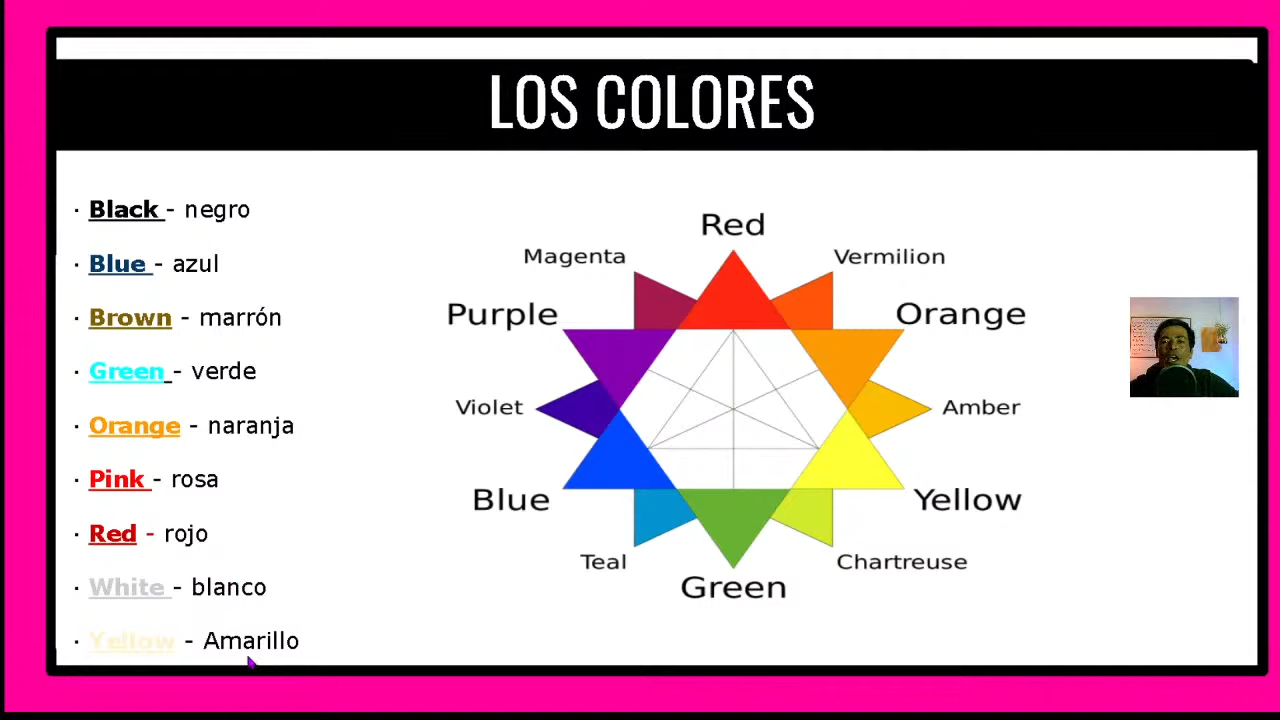 LOS COLORES
· Black - negro
· Blue - azul
· Brown - marrón
· Green - verde
· Orange - naranja
· Pink - rosa
· Red - rojo
· White - blanco
· Yellow - Amarillo
Red
Magenta
Vermilion
Purple
Orange
Violet
Amber
Blue
Yellow
Teal
Chartreuse
Green